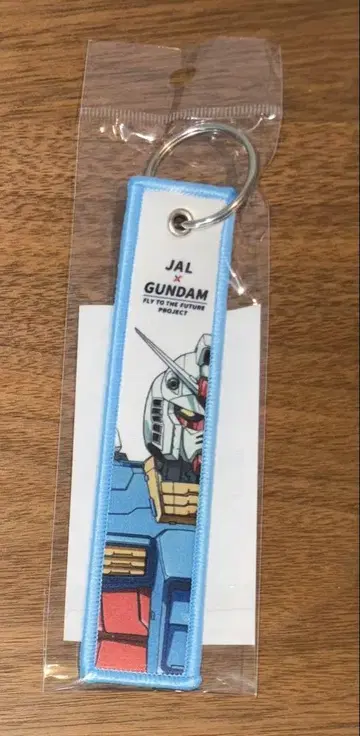 JAL
×
GUNDAM
FLY TO THE FUTURE
PROJECT